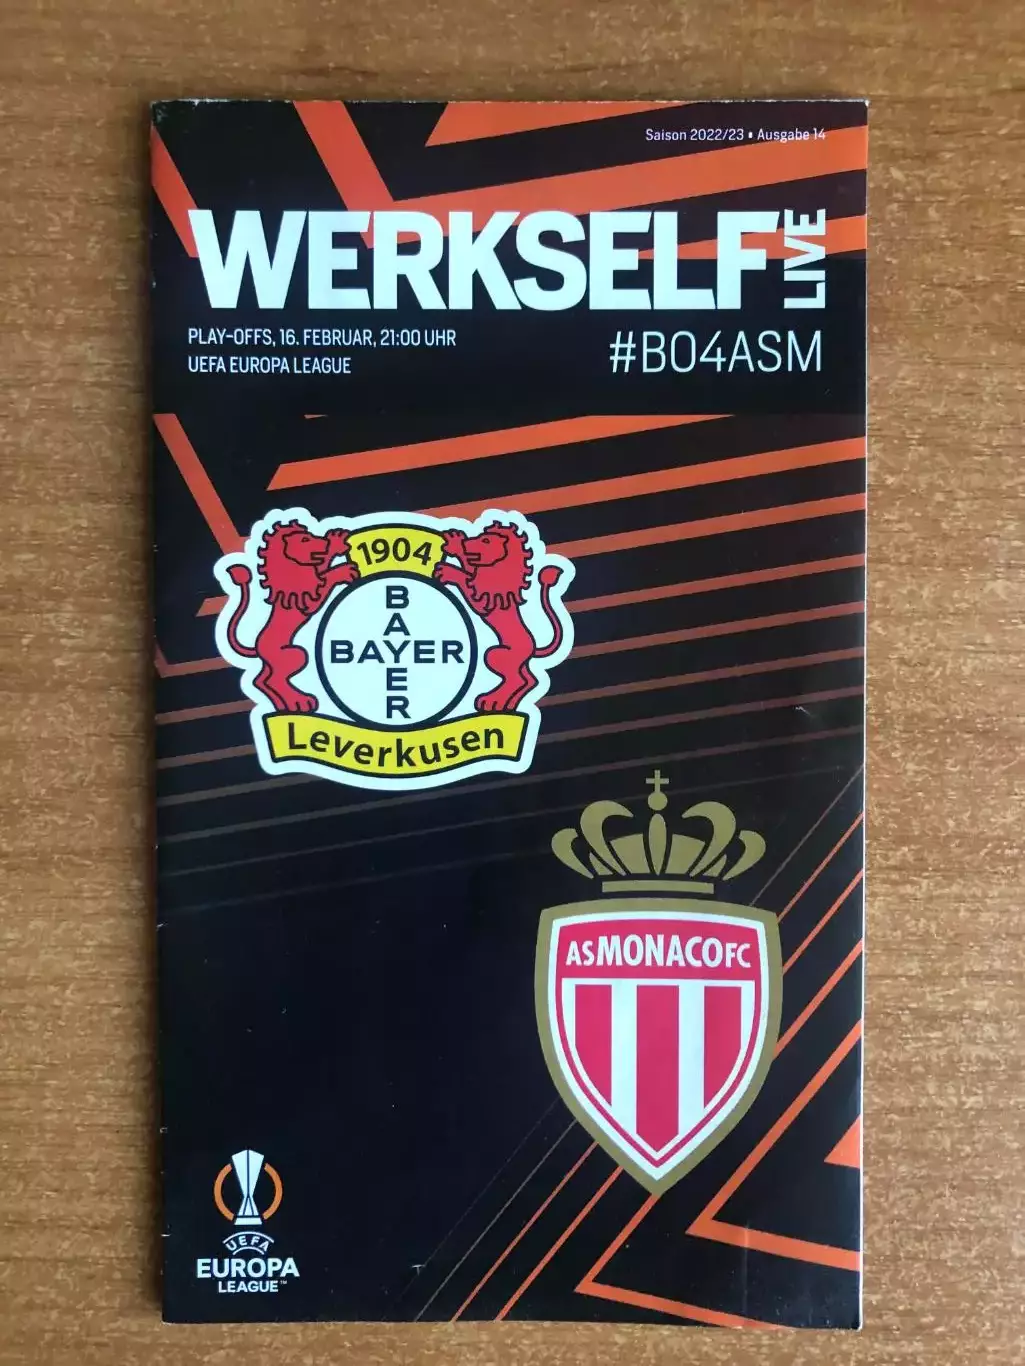 Saison 2022/23 • Ausgabe 14
WERKSELF
LIVE
PLAY-OFFS, 16. FEBRUAR, 21:00 UHR
UEFA EUROPA LEAGUE
#B04ASM
1904
BAYER
BAYER
Leverkusen
ASMONACOFC
UEFA
EUROPA
LEAGUE™